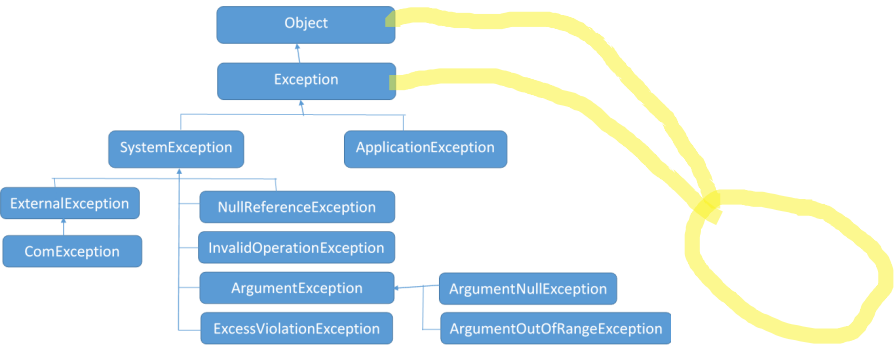 Object
Exception
SystemException
ApplicationException
ExternalException
NullReferenceException
ComException
InvalidOperationException
ArgumentException
ArgumentNullException
ExcessViolationException
ArgumentOutOfRangeException